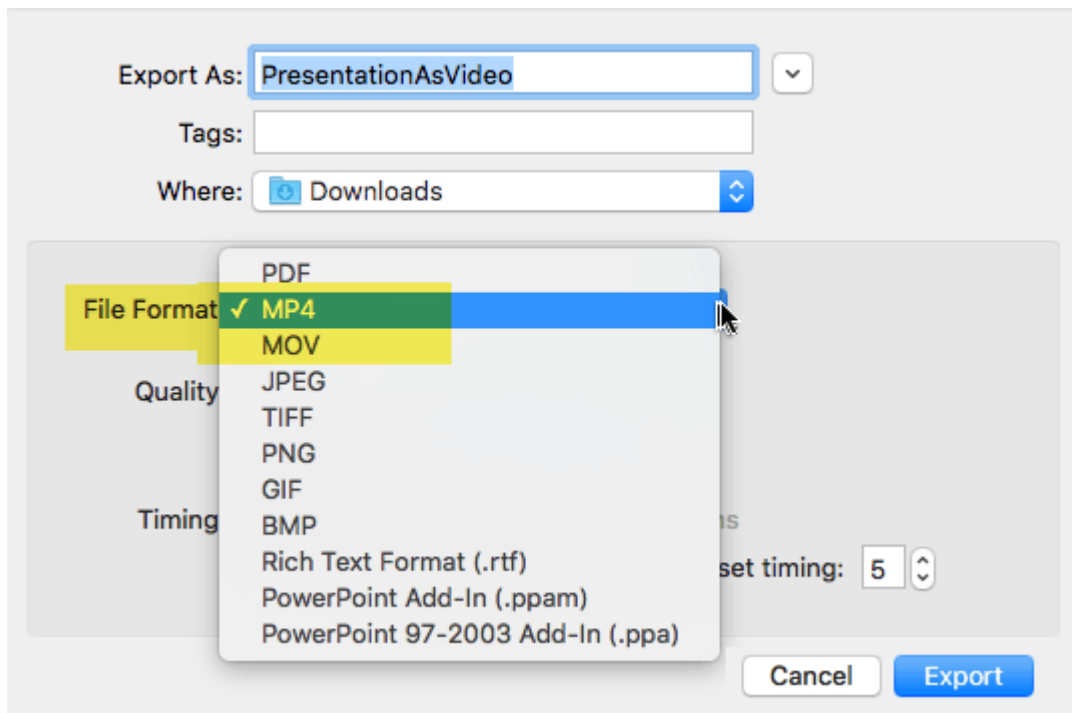 Export As: PresentationAsVideo
Tags:
Where: Downloads
PDF
File Format ✓ MP4
MOV
Quality
JPEG
TIFF
PNG
GIF
Timing
BMP
Rich Text Format (.rtf)
set timing: 5
PowerPoint Add-In (.ppam)
PowerPoint 97-2003 Add-In (.ppa)
Cancel Export